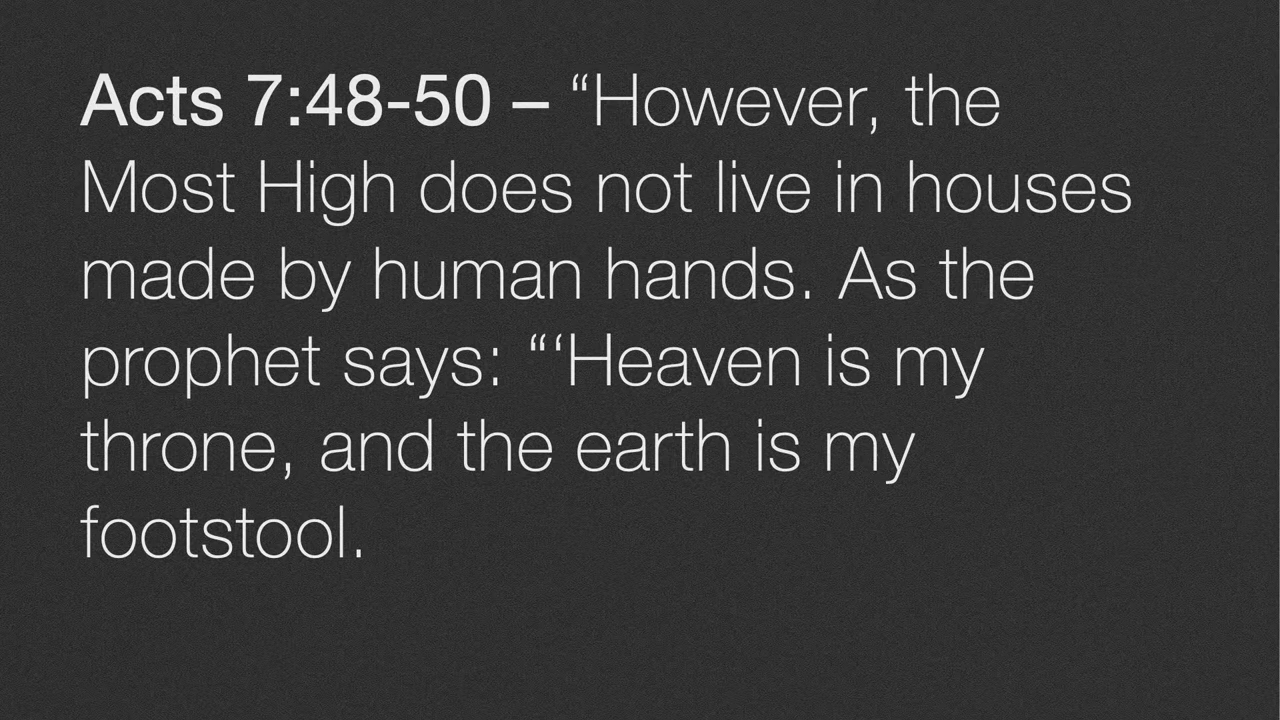 Acts 7:48-50 – “However, the
Most High does not live in houses
made by human hands. As the
prophet says: “‘Heaven is my
throne, and the earth is my
footstool.